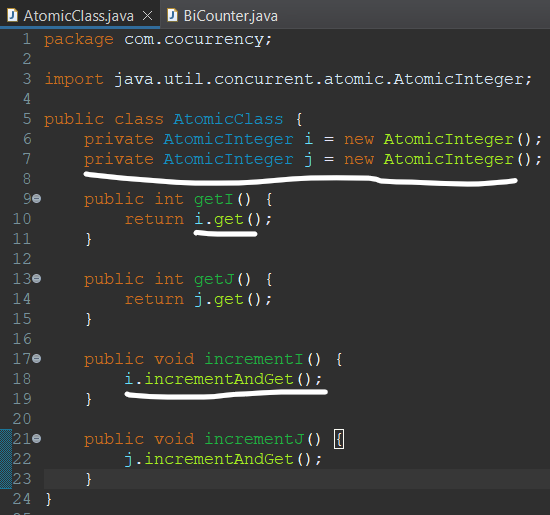 AtomicClass.java BiCounter.java
1 package com.cocurrency;
2
3 import java.util.concurrent.atomic.AtomicInteger;
4
5 public class AtomicClass {
6     private AtomicInteger i = new AtomicInteger();
7     private AtomicInteger j = new AtomicInteger();
8
9     public int getI() {
10         return i.get();
11     }
12
13     public int getJ() {
14         return j.get();
15     }
16
17     public void incrementI() {
18         i.incrementAndGet();
19     }
20
21     public void incrementJ() {
22         j.incrementAndGet();
23     }
24 }